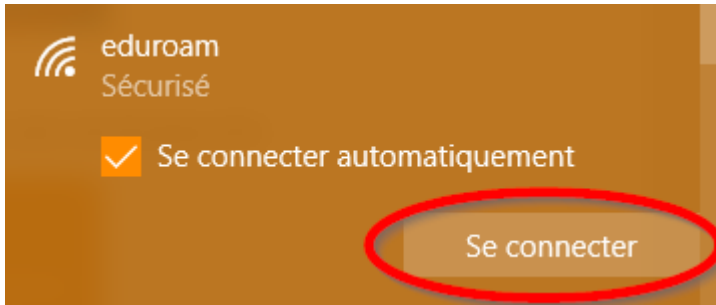 eduroam
Sécurisé
Se connecter automatiquement
Se connecter